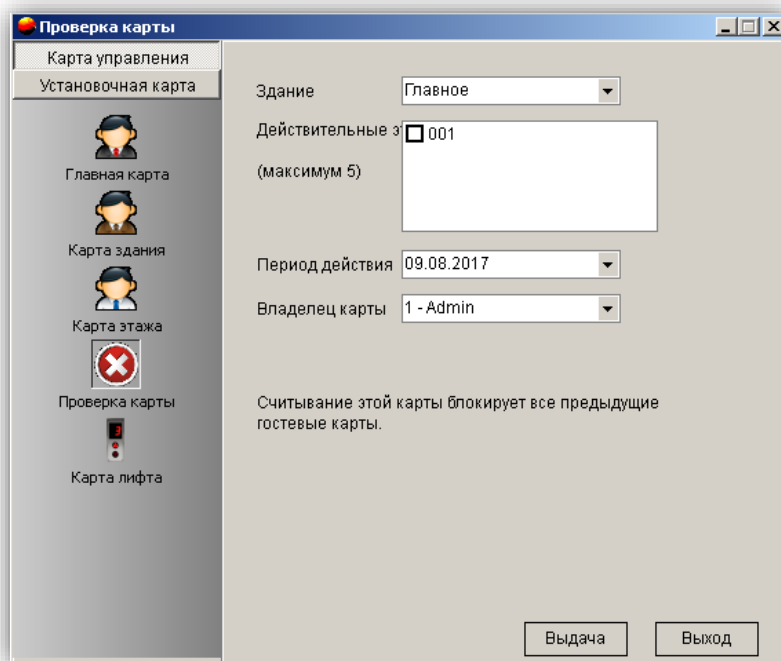 Проверка карты
Карта управления
Установочная карта
Главная карта
Карта здания
Карта этажа
Проверка карты
Карта лифта
Здание
Главное
Действительные э
001
(максимум 5)
Период действия
09.08.2017
Владелец карты
1 - Admin
Считывание этой карты блокирует все предыдущие
гостевые карты.
Выдача
Выход